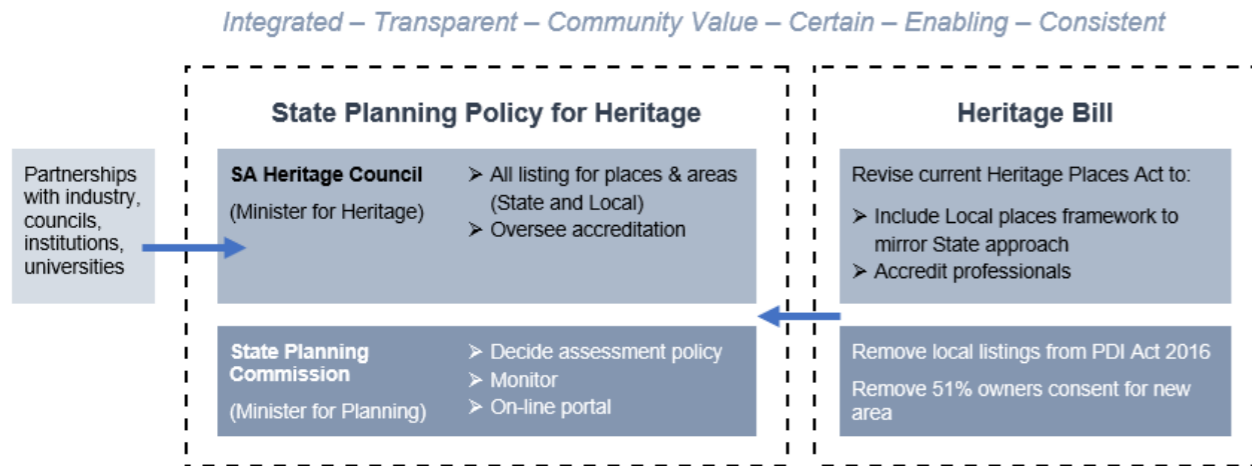 Integrated – Transparent – Community Value – Certain – Enabling – Consistent
State Planning Policy for Heritage
Heritage Bill
Partnerships
with industry,
councils,
institutions,
universities
SA Heritage Council
(Minister for Heritage)
➢ All listing for places & areas
(State and Local)
➢ Oversee accreditation
Revise current Heritage Places Act to:
➢ Include Local places framework to
mirror State approach
➢ Accredit professionals
State Planning
Commission
(Minister for Planning)
➢ Decide assessment policy
➢ Monitor
➢ On-line portal
Remove local listings from PDI Act 2016
Remove 51% owners consent for new
area